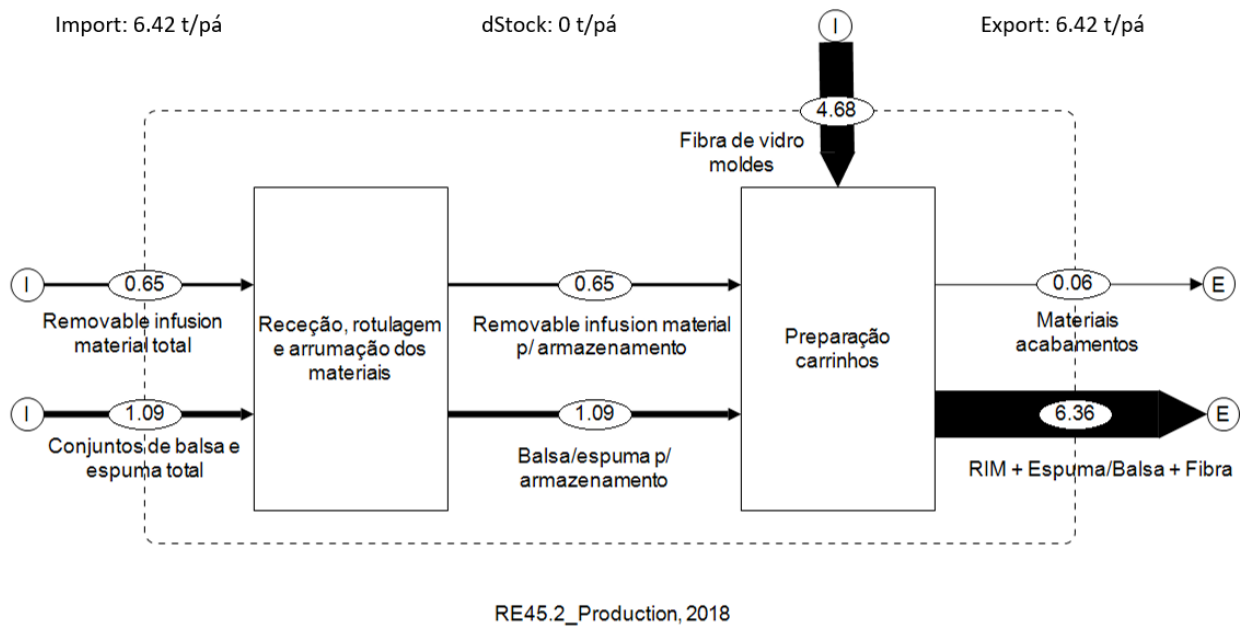 Import: 6.42 t/pá
dStock: 0 t/pá
I
Export: 6.42 t/pá
4.68
Fibra de vidro
moldes
I
0.65
Removable infusion
material total
Receção, rotulagem
e arrumação dos
materiais
0.65
Removable infusion material
p/ armazenamento
Preparação
carrinhos
0.06
E
Materiais
acabamentos
I
1.09
Conjuntos de balsa e
espuma total
1.09
Balsa/espuma p/
armazenamento
6.36
E
RIM + Espuma/Balsa + Fibra
RE45.2_Production, 2018